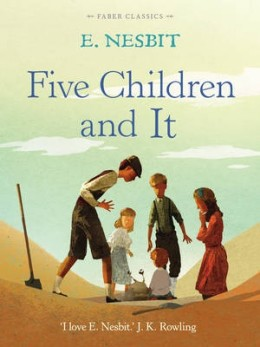 FABER CLASSICS
E. NESBIT
Five Children
and It
'I love E. Nesbit.' J. K. Rowling